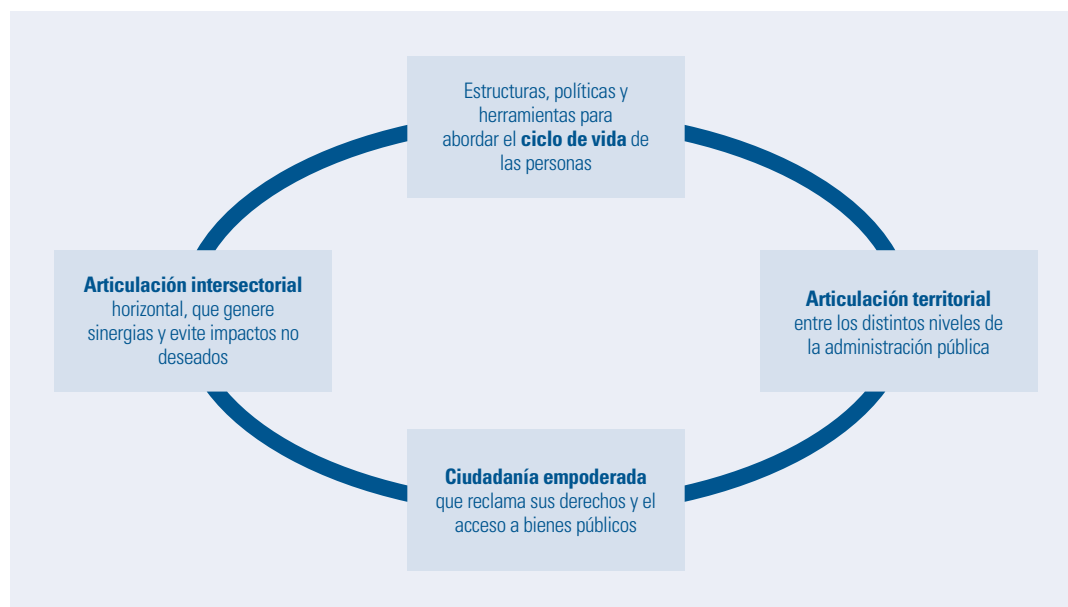 Estructuras, políticas y
herramientas para
abordar el ciclo de vida de
las personas
Articulación intersectorial
horizontal, que genere
sinergias y evite impactos no
deseados
Articulación territorial
entre los distintos niveles de
la administración pública
Ciudadanía empoderada
que reclama sus derechos y el
acceso a bienes públicos